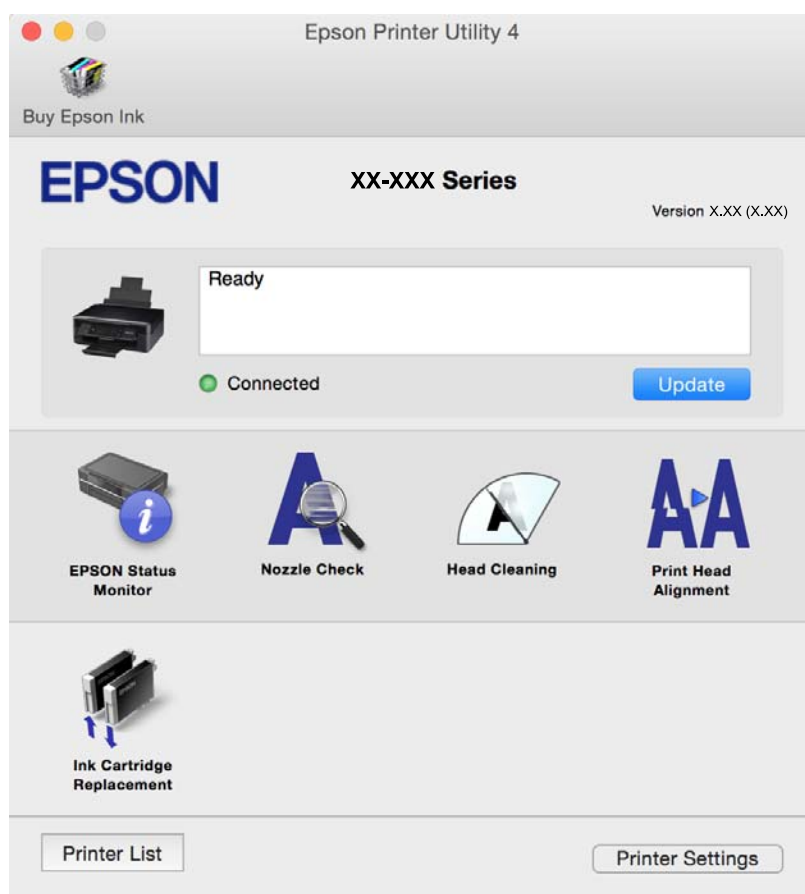 Epson Printer Utility 4
Buy Epson Ink
EPSON
XX-XXX Series
Version X.XX (X.XX)
Ready
Connected
Update
EPSON Status
Monitor
Nozzle Check
Head Cleaning
Print Head
Alignment
Ink Cartridge
Replacement
Printer List
Printer Settings